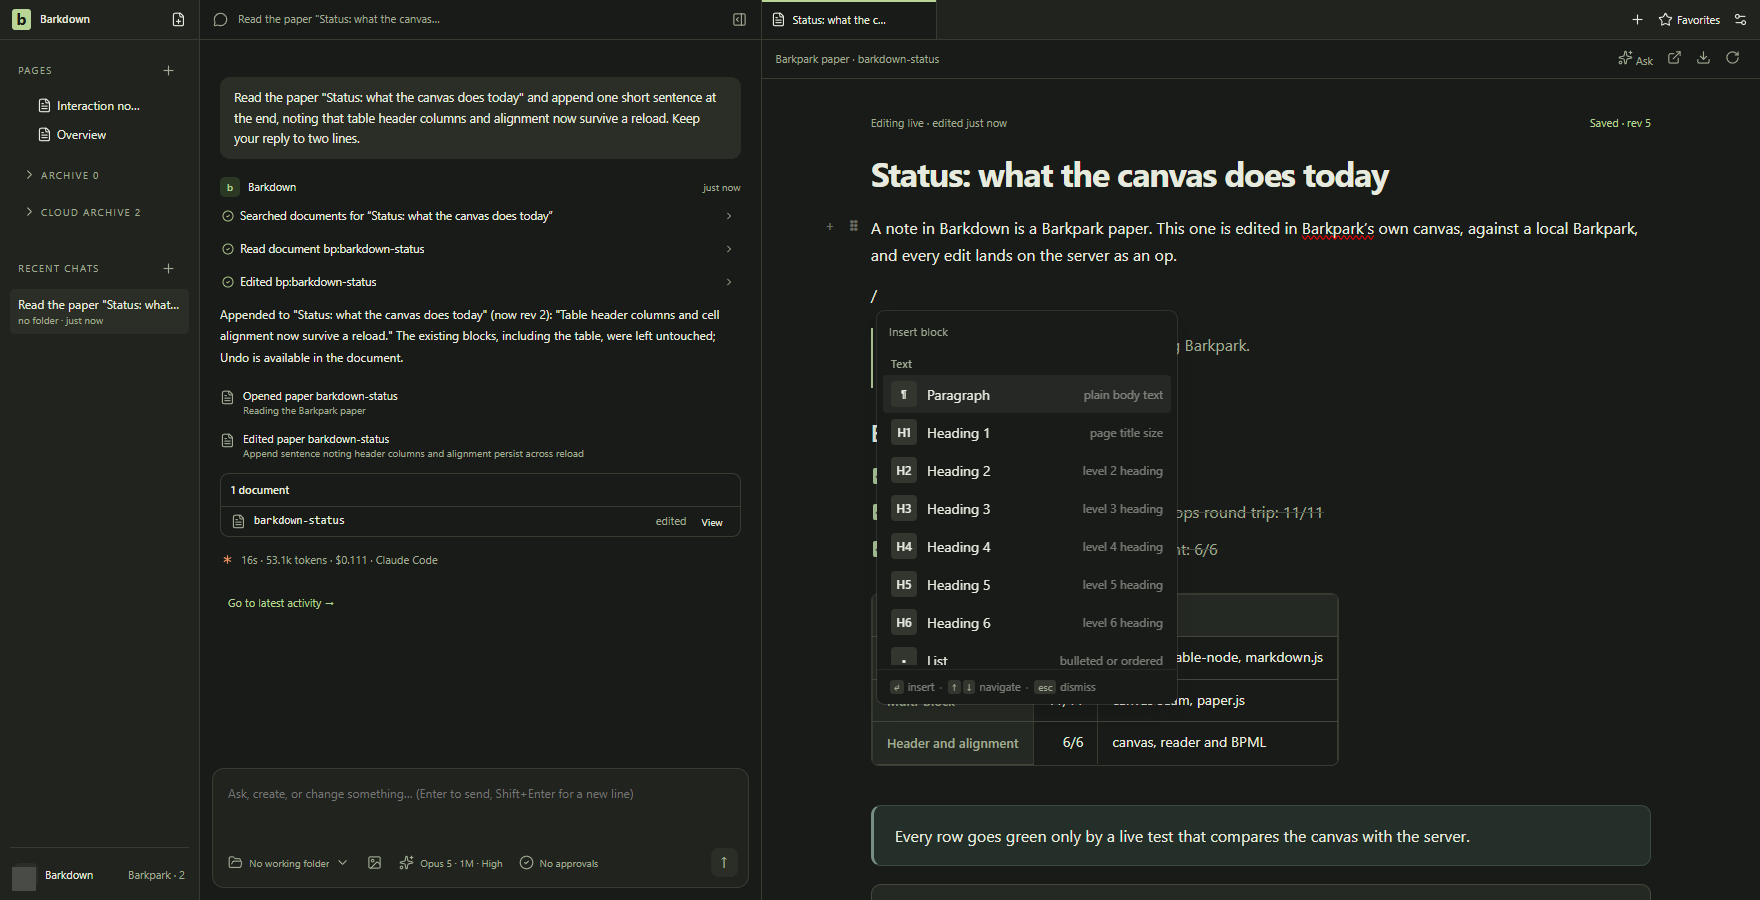 b Barkdown
PAGES
Interaction no...
Overview
ARCHIVE 0
CLOUD ARCHIVE 2
RECENT CHATS
Read the paper "Status: what...
no folder · just now
Barkdown
Barkpark · 2
Read the paper "Status: what the canvas...
Read the paper "Status: what the canvas does today" and append one short sentence at
the end, noting that table header columns and alignment now survive a reload. Keep
your reply to two lines.
b Barkdown just now
Searched documents for “Status: what the canvas does today”
Read document bp:barkdown-status
Edited bp:barkdown-status
Appended to "Status: what the canvas does today" (now rev 2): "Table header columns and cell
alignment now survive a reload." The existing blocks, including the table, were left untouched;
Undo is available in the document.
Opened paper barkdown-status
Reading the Barkpark paper
Edited paper barkdown-status
Append sentence noting header columns and alignment persist across reload
1 document
barkdown-status edited View
16s · 53.1k tokens · $0.111 · Claude Code
Go to latest activity →
Ask, create, or change something... (Enter to send, Shift+Enter for a new line)
No working folder Opus 5 · 1M · High No approvals
Status: what the c...
Favorites
Barkpark paper · barkdown-status
Ask
Editing live · edited just now
Saved · rev 5
Status: what the canvas does today
A note in Barkdown is a Barkpark paper. This one is edited in Barkpark’s own canvas, against a local Barkpark,
and every edit lands on the server as an op.
/
Insert block
Barkpark.
Text
¶ Paragraph plain body text
H1 Heading 1 page title size
H2 Heading 2 level 2 heading
H3 Heading 3 level 3 heading
ops round trip: 11/11
H4 Heading 4 level 4 heading
6/6
H5 Heading 5 level 5 heading
H6 Heading 6 level 6 heading
List bulleted or ordered
able-node, markdown.js
↵ insert · ↑ ↓ navigate · esc dismiss
paper.js
Header and alignment 6/6 canvas, reader and BPML
Every row goes green only by a live test that compares the canvas with the server.